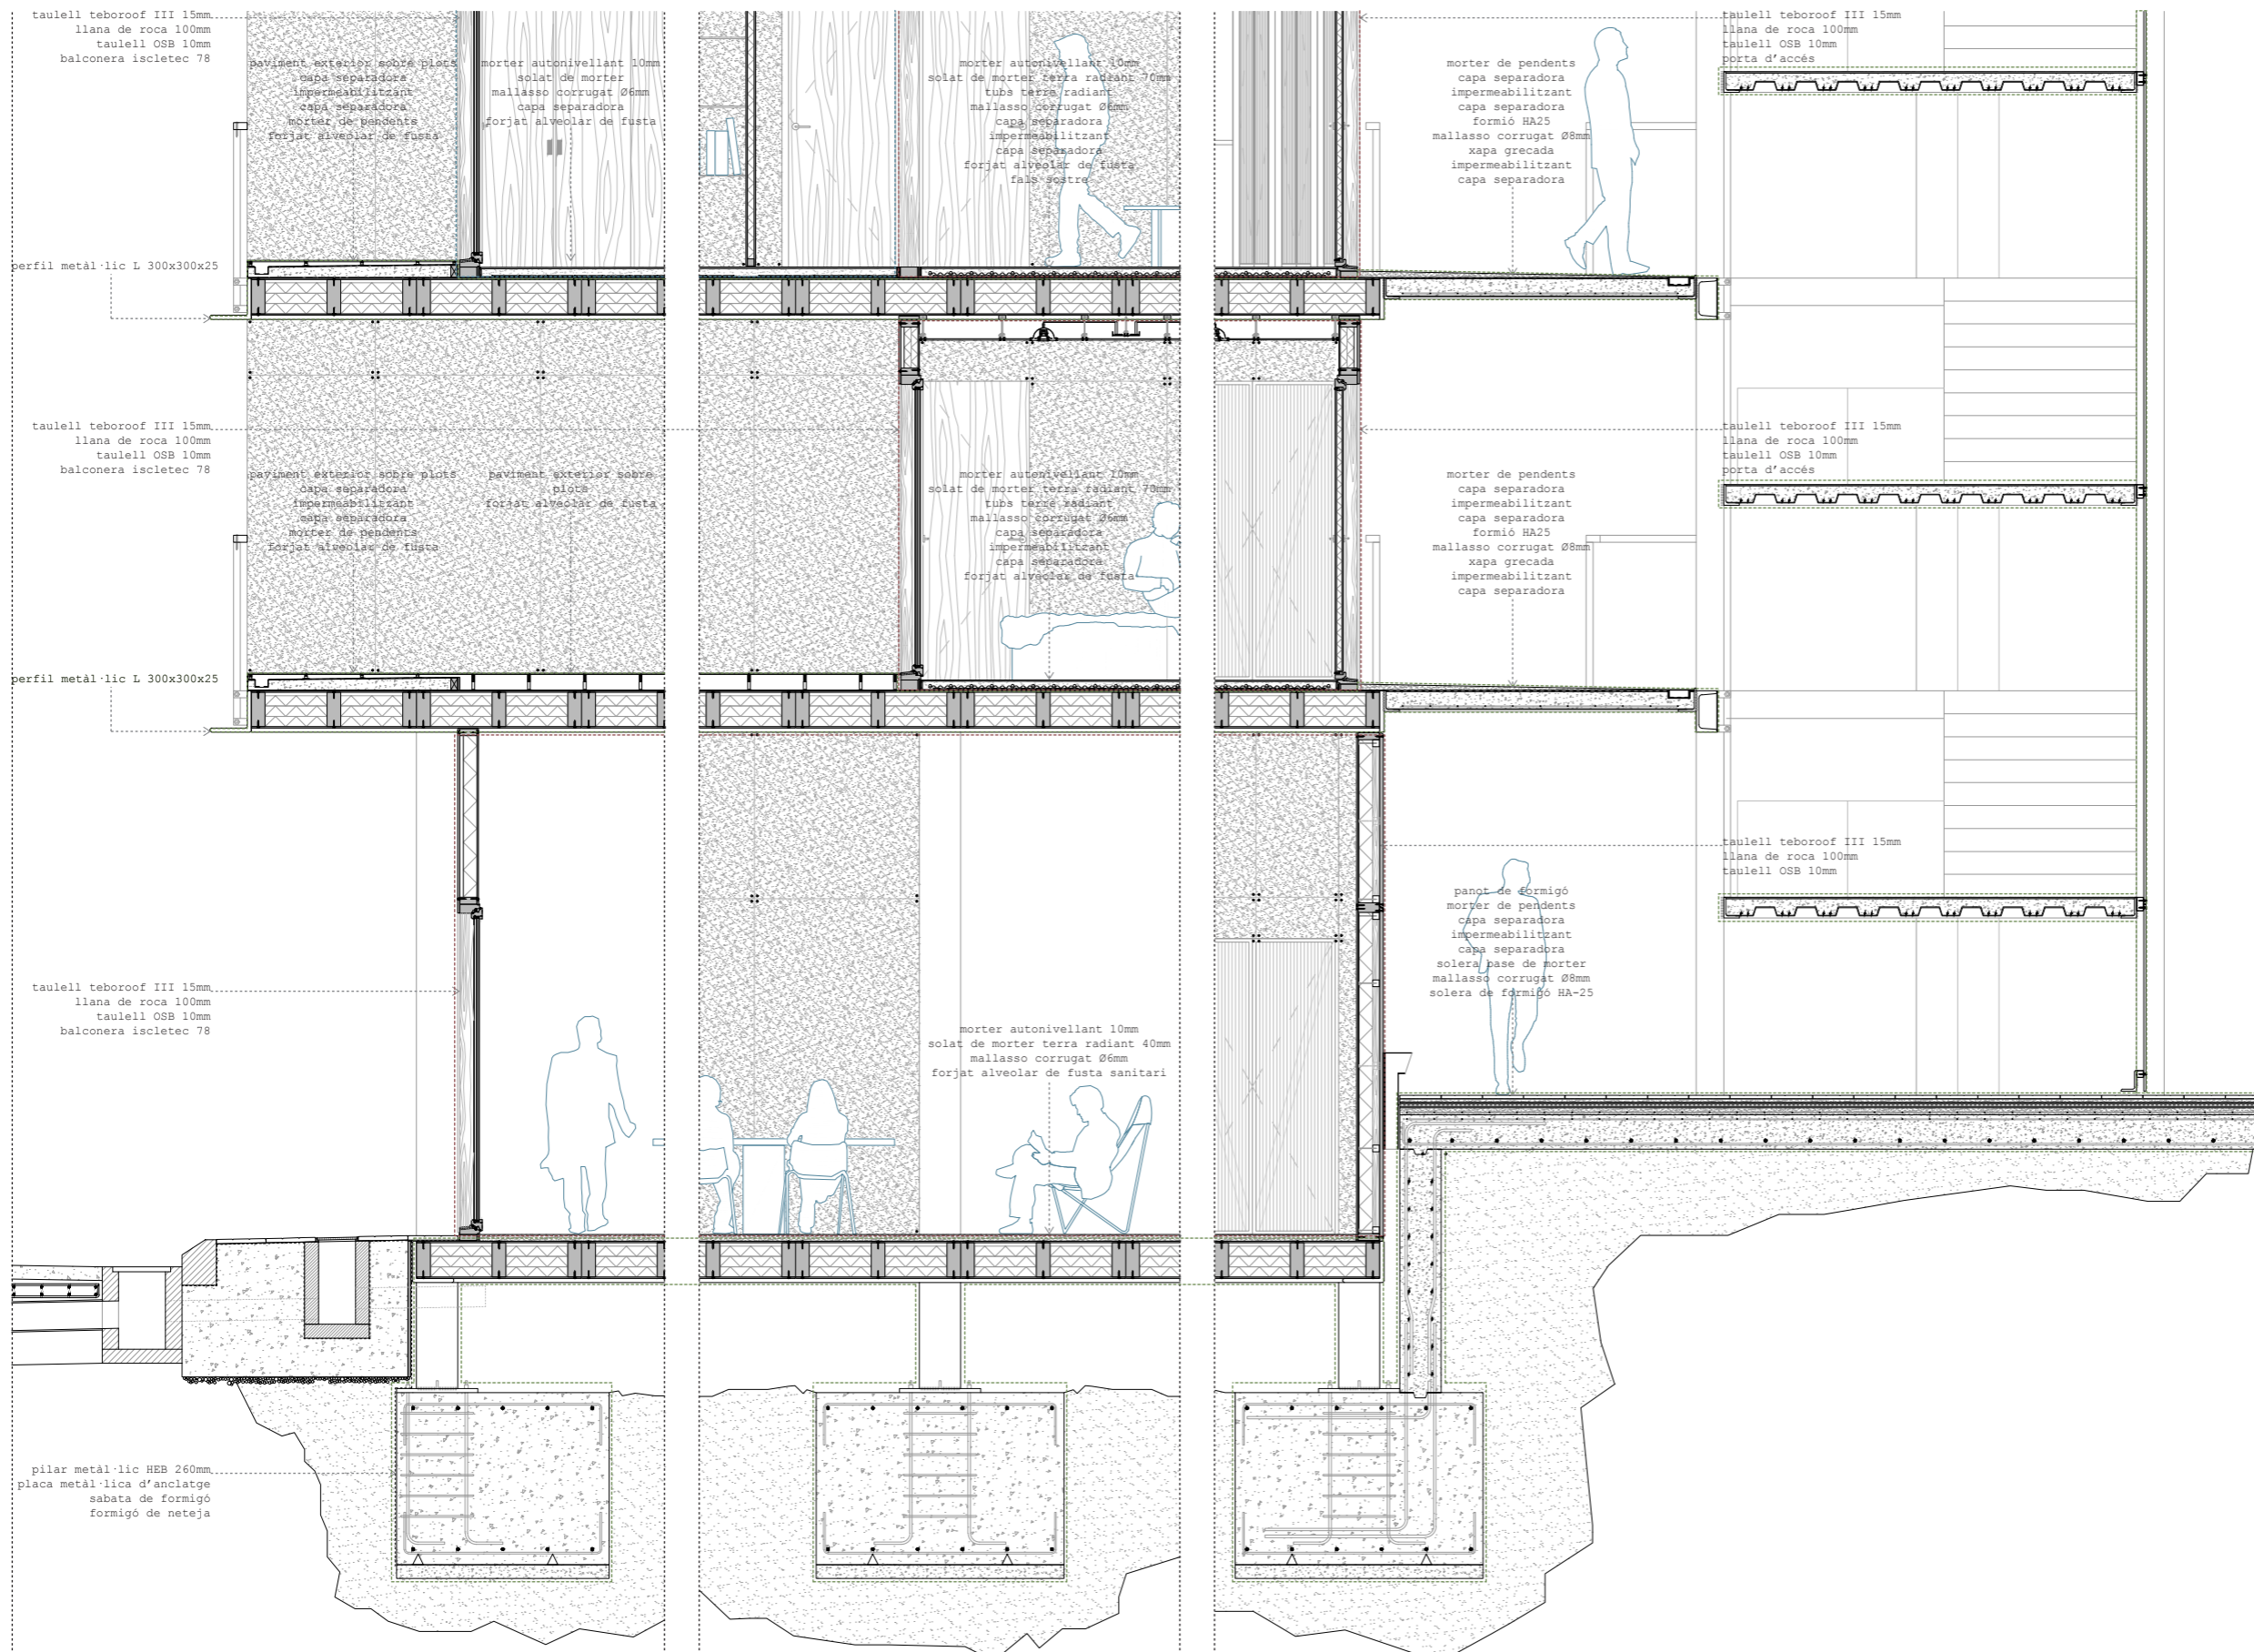 taulell teboroof III 15mm
llana de roca 100mm
taulell OSB 10mm
balconera iscletec 78
paviment exterior sobre plots
capa separadora
impermeabilitzant
capa separadora
morter de pendents
forjat alveolar de fusta
morter autonivellant 10mm
solat de morter
mallasso corrugat Ø6mm
capa separadora
forjat alveolar de fusta
morter autonivellant 10mm
solat de morter terra radiant 70mm
tubs terre radiant
mallasso corrugat Ø6mm
capa separadora
impermeabilitzant
capa separadora
forjat alveolar de fusta
fals sostre
morter de pendents
capa separadora
impermeabilitzant
capa separadora
formió HA25
mallasso corrugat Ø8mm
xapa grecada
impermeabilitzant
capa separadora
taulell teboroof III 15mm
llana de roca 100mm
taulell OSB 10mm
porta d'accés
perfil metàl·lic L 300x300x25
taulell teboroof III 15mm
llana de roca 100mm
taulell OSB 10mm
balconera iscletec 78
paviment exterior sobre plots
capa separadora
impermeabilitzant
capa separadora
morter de pendents
forjat alveolar de fusta
paviment exterior sobre
plots
forjat alveolar de fusta
morter autonivellant 10mm
solat de morter terra radiant 70mm
tubs terre radiant
mallasso corrugat Ø6mm
capa separadora
impermeabilitzant
capa separadora
forjat alveolar de fusta
morter de pendents
capa separadora
impermeabilitzant
capa separadora
formió HA25
mallasso corrugat Ø8mm
xapa grecada
impermeabilitzant
capa separadora
taulell teboroof III 15mm
llana de roca 100mm
taulell OSB 10mm
porta d'accés
perfil metàl·lic L 300x300x25
taulell teboroof III 15mm
llana de roca 100mm
taulell OSB 10mm
panot de formigó
morter de pendents
capa separadora
impermeabilitzant
capa separadora
solera base de morter
mallasso corrugat Ø8mm
solera de formigó HA-25
taulell teboroof III 15mm
llana de roca 100mm
taulell OSB 10mm
balconera iscletec 78
morter autonivellant 10mm
solat de morter terra radiant 40mm
mallasso corrugat Ø6mm
forjat alveolar de fusta sanitari
pilar metàl·lic HEB 260mm
placa metàl·lica d'anclatge
sabata de formigó
formigó de neteja